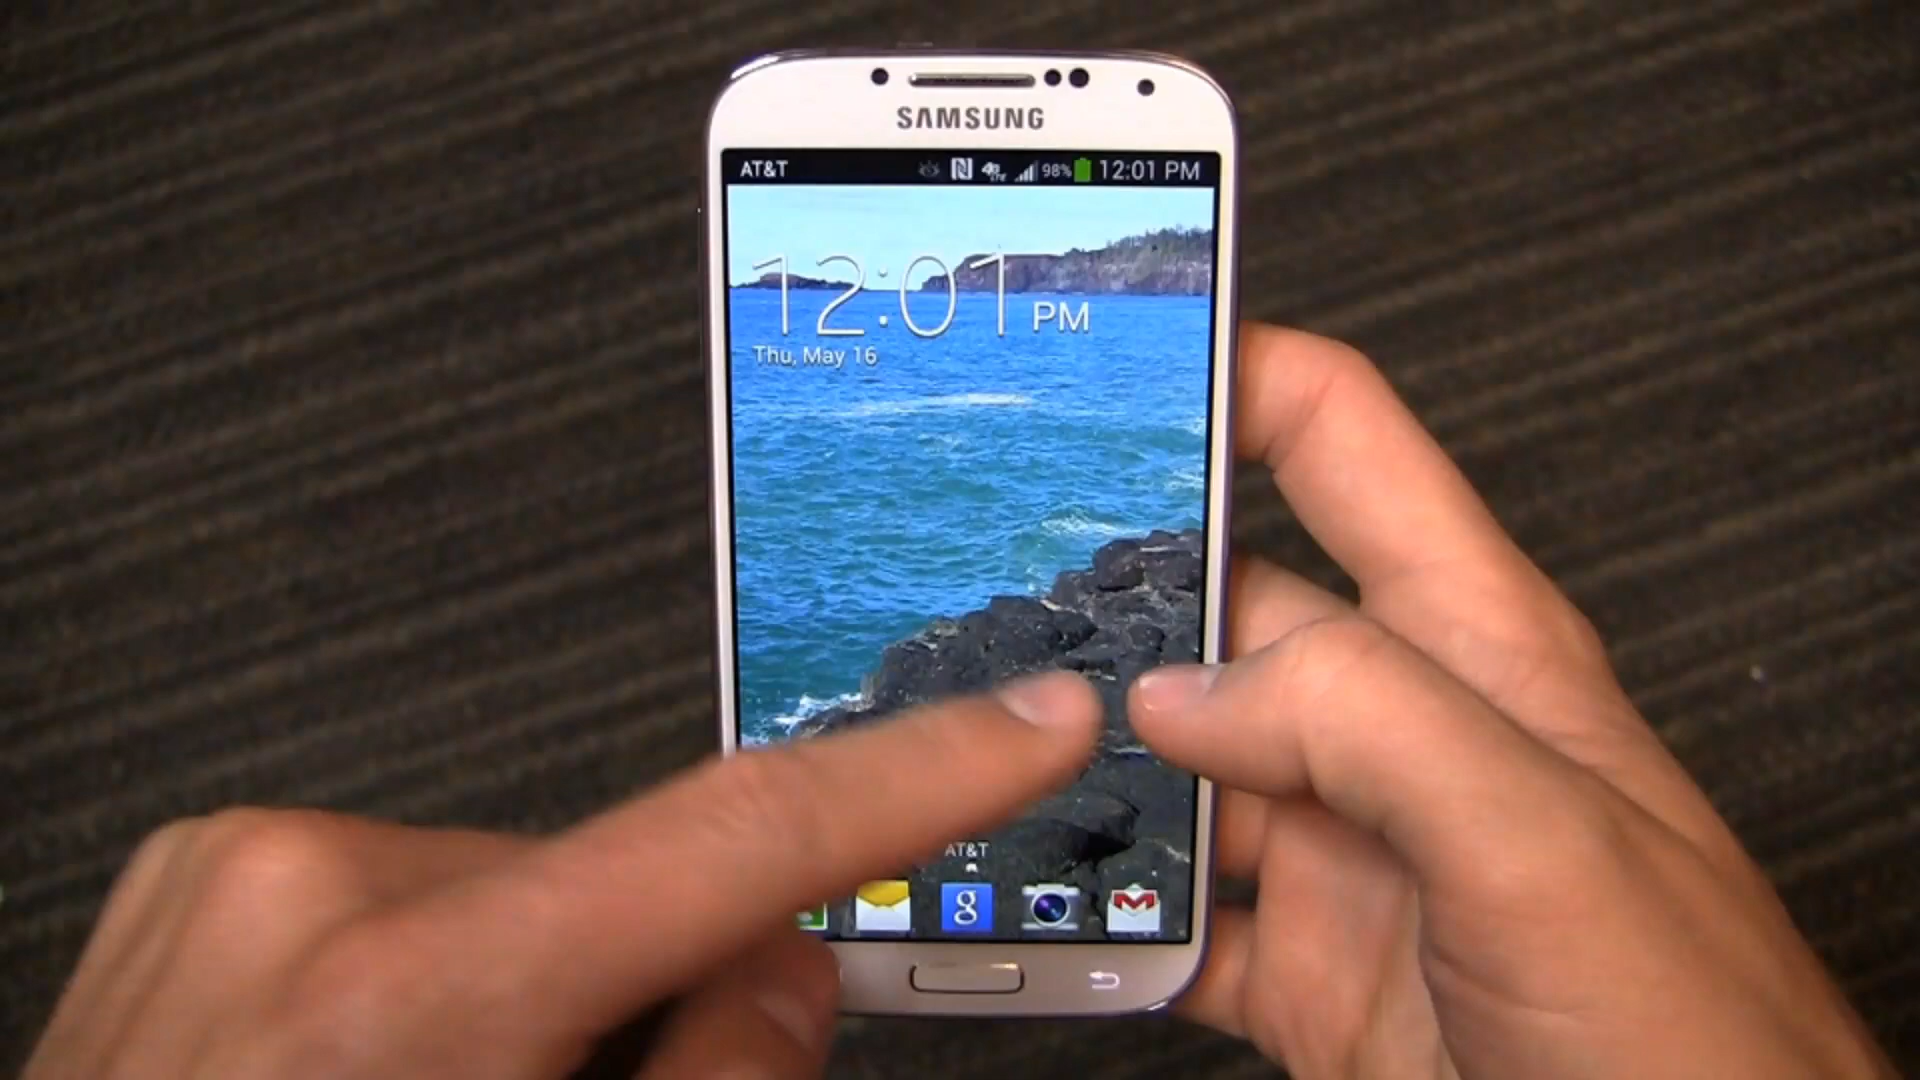 SAMSUNG
AT&T 98% 12:01 PM
12:01 PM
Thu, May 16
AT&T
g